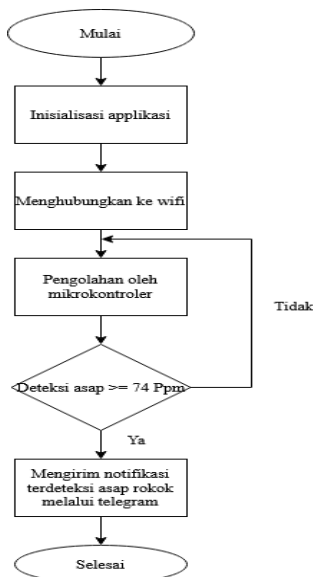 Mulai
Inisialisasi applikasi
Menghubungkan ke wifi
Pengolahan oleh
mikrokontroler
Tidak
Deteksi asap >= 74 Ppm
Ya
Mengirim notifikasi
terdeteksi asap rokok
melalui telegram
Selesai